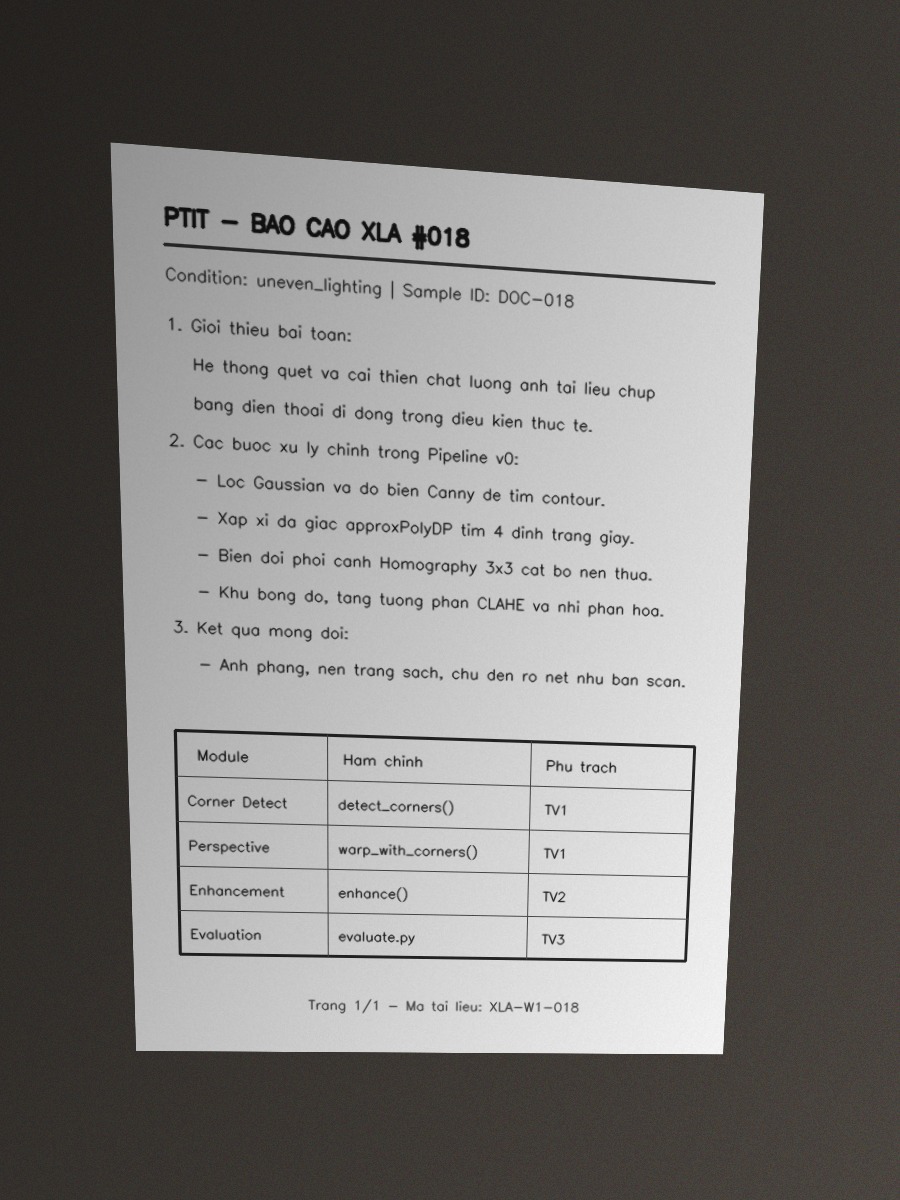 PTIT - BAO CAO XLA #018
Condition: uneven_lighting | Sample ID: DOC-018
1. Gioi thieu bai toan:
He thong quet va cai thien chat luong anh tai lieu chup
bang dien thoai di dong trong dieu kien thuc te.
2. Cac buoc xu ly chinh trong Pipeline v0:
- Loc Gaussian va do bien Canny de tim contour.
- Xap xi da giac approxPolyDP tim 4 dinh trang giay.
- Bien doi phoi canh Homography 3x3 cat bo nen thua.
- Khu bong do, tang tuong phan CLAHE va nhi phan hoa.
3. Ket qua mong doi:
- Anh phang, nen trang sach, chu den ro net nhu ban scan.
Module Ham chinh Phu trach
Corner Detect detect_corners() TV1
Perspective warp_with_corners() TV1
Enhancement enhance() TV2
Evaluation evaluate.py TV3
Trang 1/1 - Ma tai lieu: XLA-W1-018